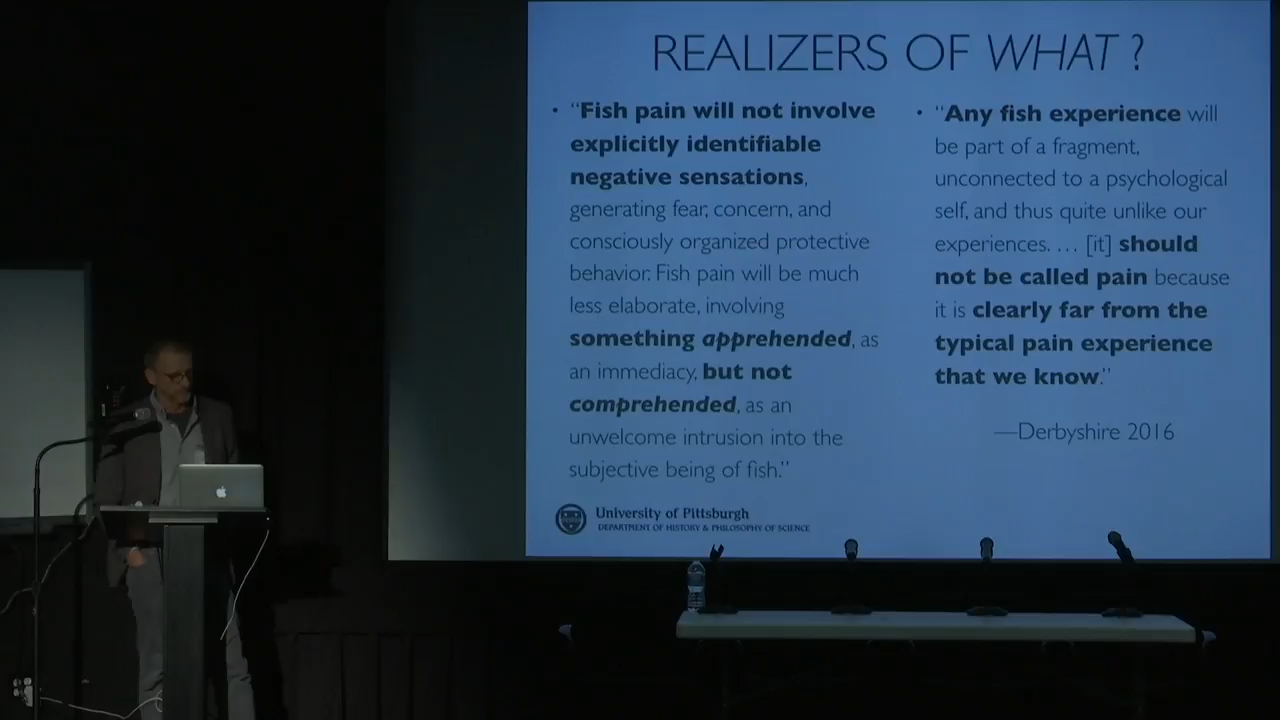 REALIZERS OF WHAT ?
• “Fish pain will not involve
explicitly identifiable
negative sensations,
generating fear, concern, and
consciously organized protective
behavior. Fish pain will be much
less elaborate, involving
something apprehended, as
an immediacy, but not
comprehended, as an
unwelcome intrusion into the
subjective being of fish.”
• “Any fish experience will
be part of a fragment,
unconnected to a psychological
self, and thus quite unlike our
experiences. … [it] should
not be called pain because
it is clearly far from the
typical pain experience
that we know.”
—Derbyshire 2016
University of Pittsburgh
DEPARTMENT OF HISTORY & PHILOSOPHY OF SCIENCE